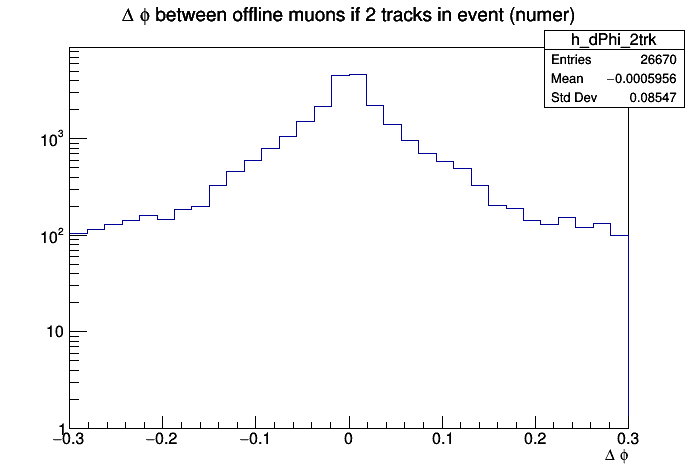 Δ ϕ between offline muons if 2 tracks in event (numer)
h_dPhi_2trk
Entries 26670
Mean −0.0005956
Std Dev 0.08547
10³
10²
10
1
−0.3 −0.2 −0.1 0 0.1 0.2 0.3
Δ ϕ